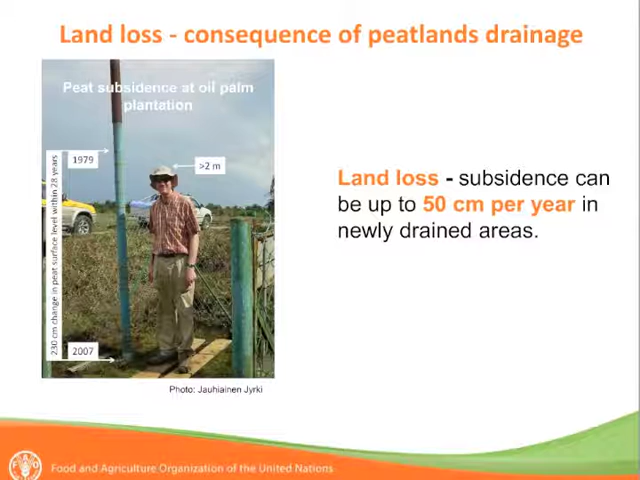 Land loss - consequence of peatlands drainage
Peat subsidence at oil palm
plantation
1979
>2 m
230 cm change in peat surface level within 28 years
2007
Land loss - subsidence can
be up to 50 cm per year in
newly drained areas.
Photo: Jauhiainen Jyrki
FAO
Food and Agriculture Organization of the United Nations